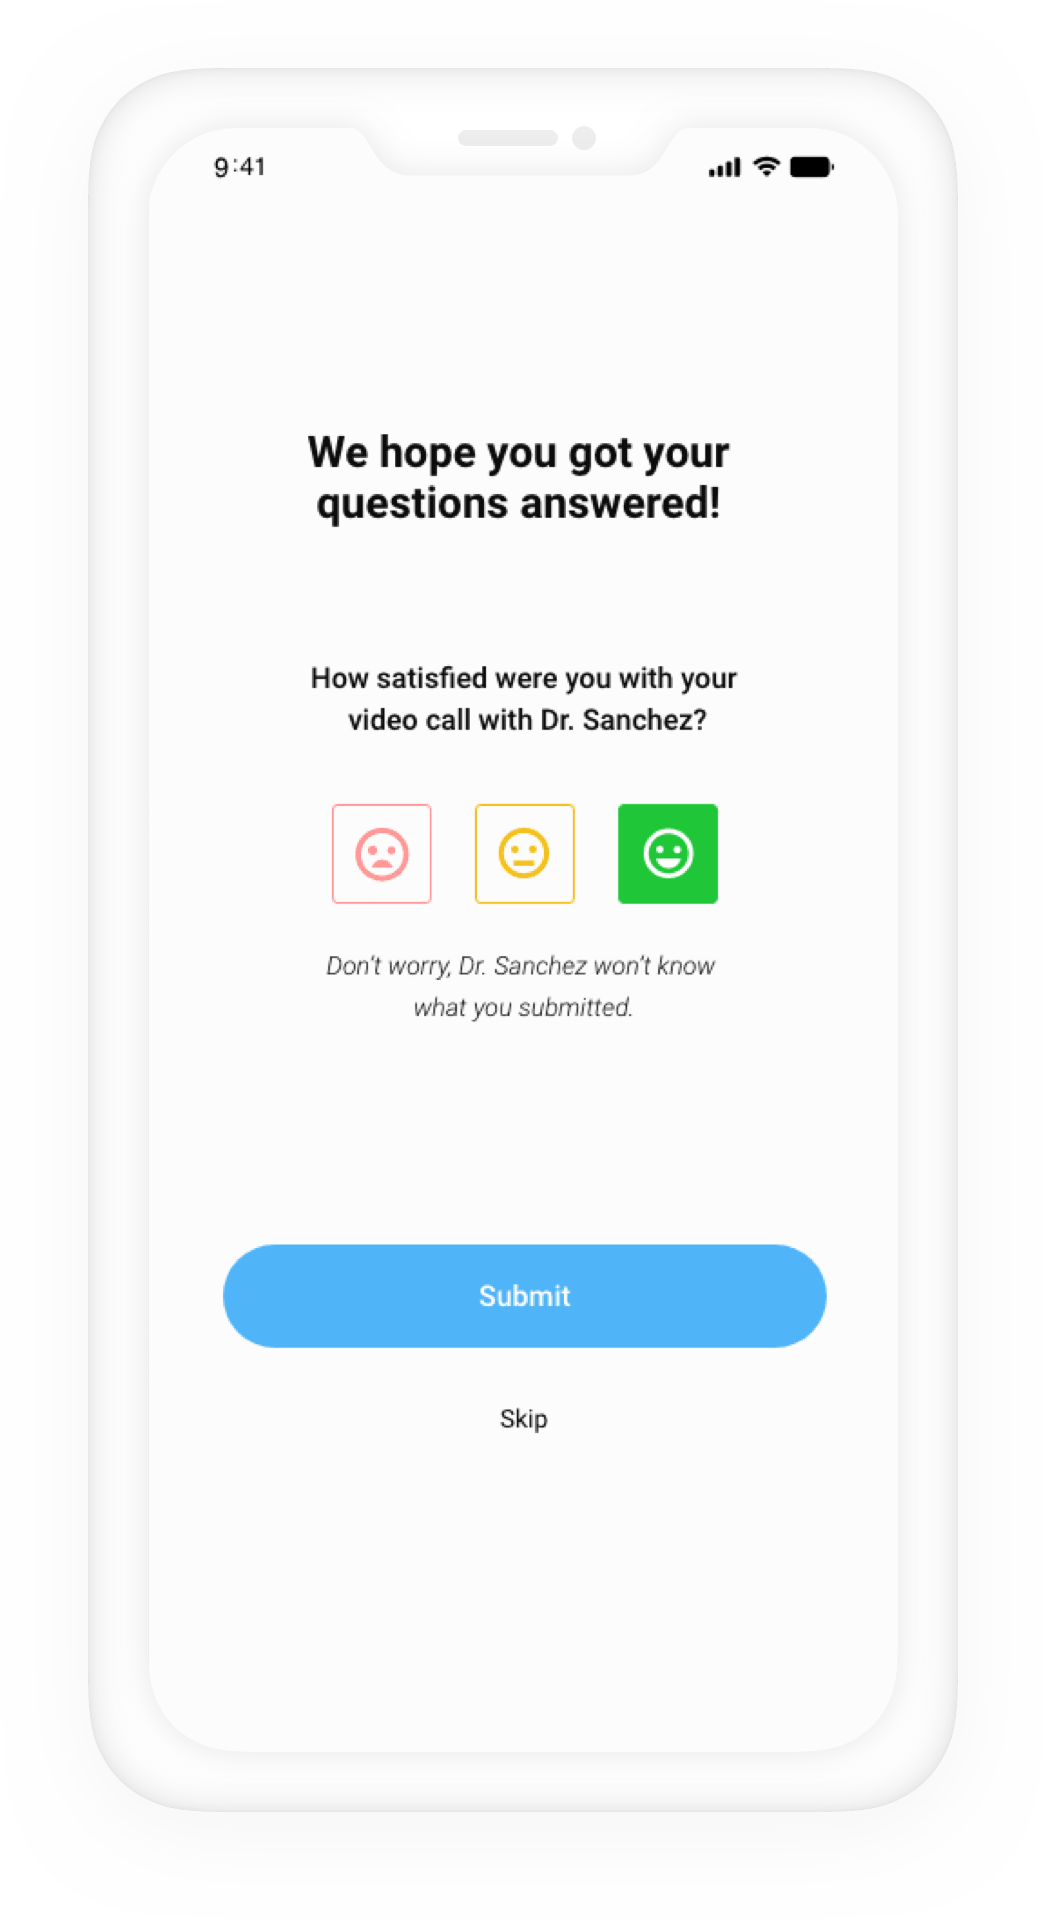 9:41
We hope you got your
questions answered!
How satisfied were you with your
video call with Dr. Sanchez?
Don't worry, Dr. Sanchez won't know
what you submitted.
Submit
Skip